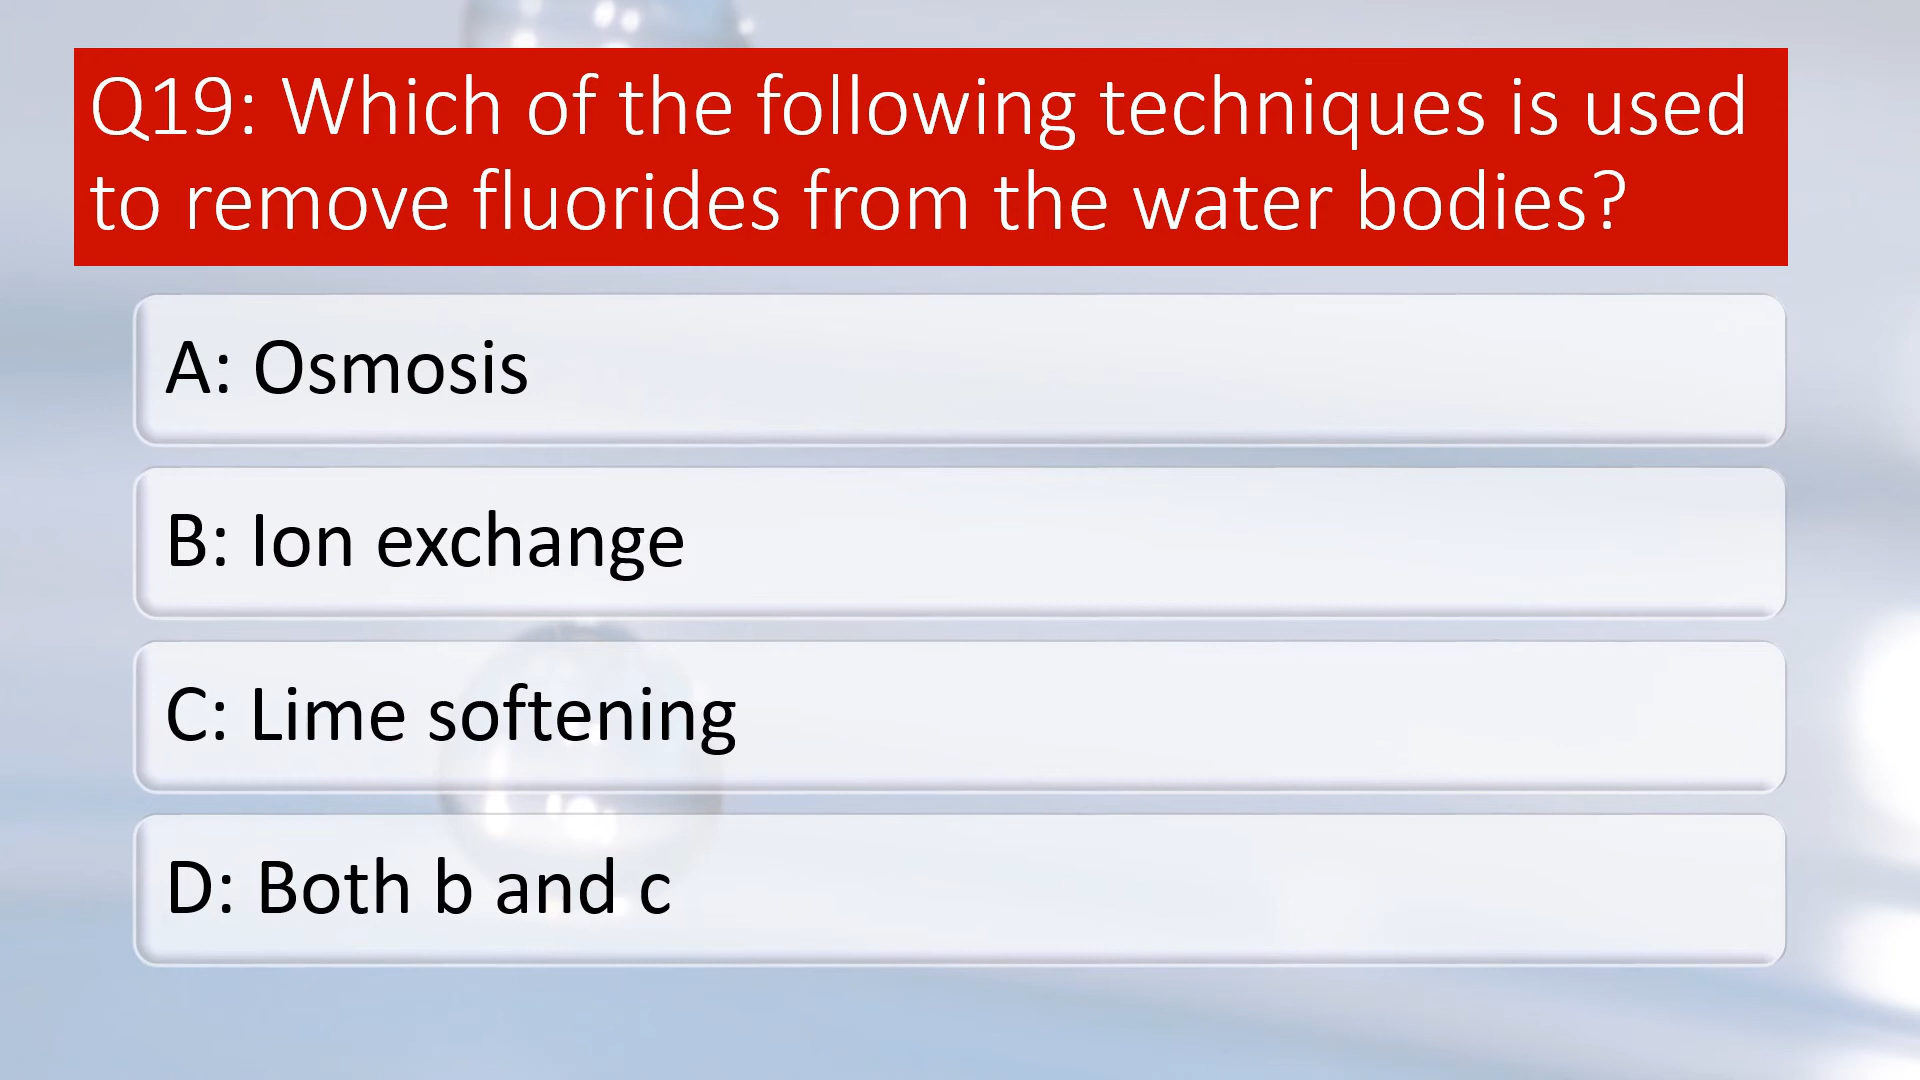 Q19: Which of the following techniques is used
to remove fluorides from the water bodies?
A: Osmosis
B: Ion exchange
C: Lime softening
D: Both b and c